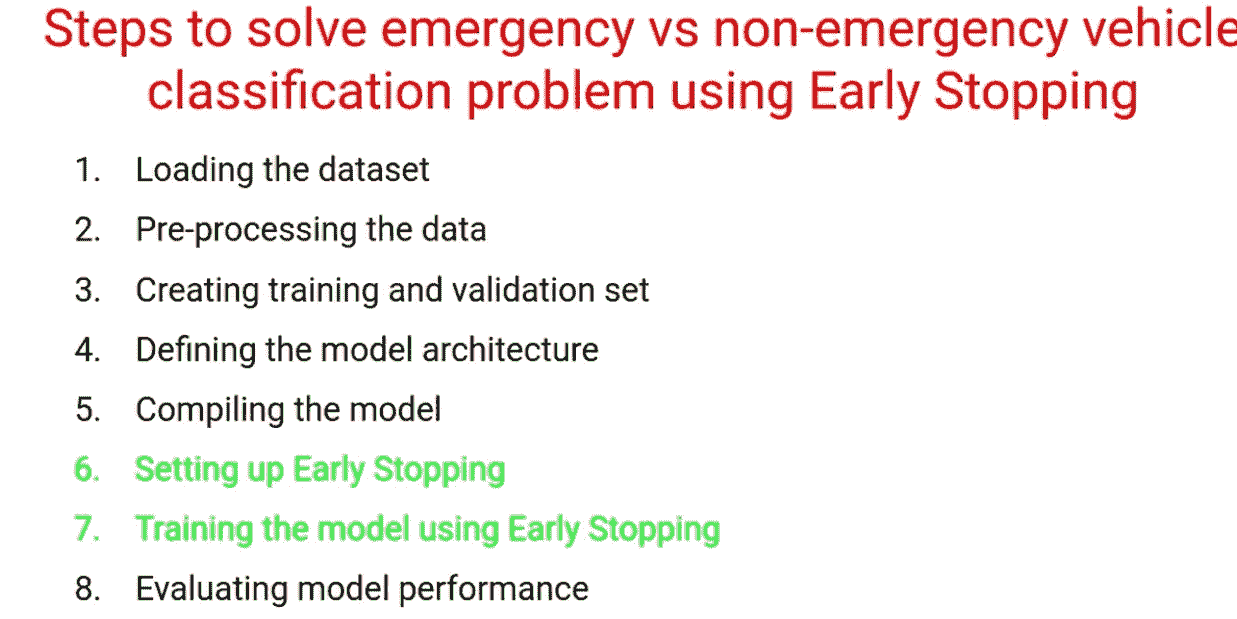 Steps to solve emergency vs non-emergency vehicle
classification problem using Early Stopping
1. Loading the dataset
2. Pre-processing the data
3. Creating training and validation set
4. Defining the model architecture
5. Compiling the model
6. Setting up Early Stopping
7. Training the model using Early Stopping
8. Evaluating model performance